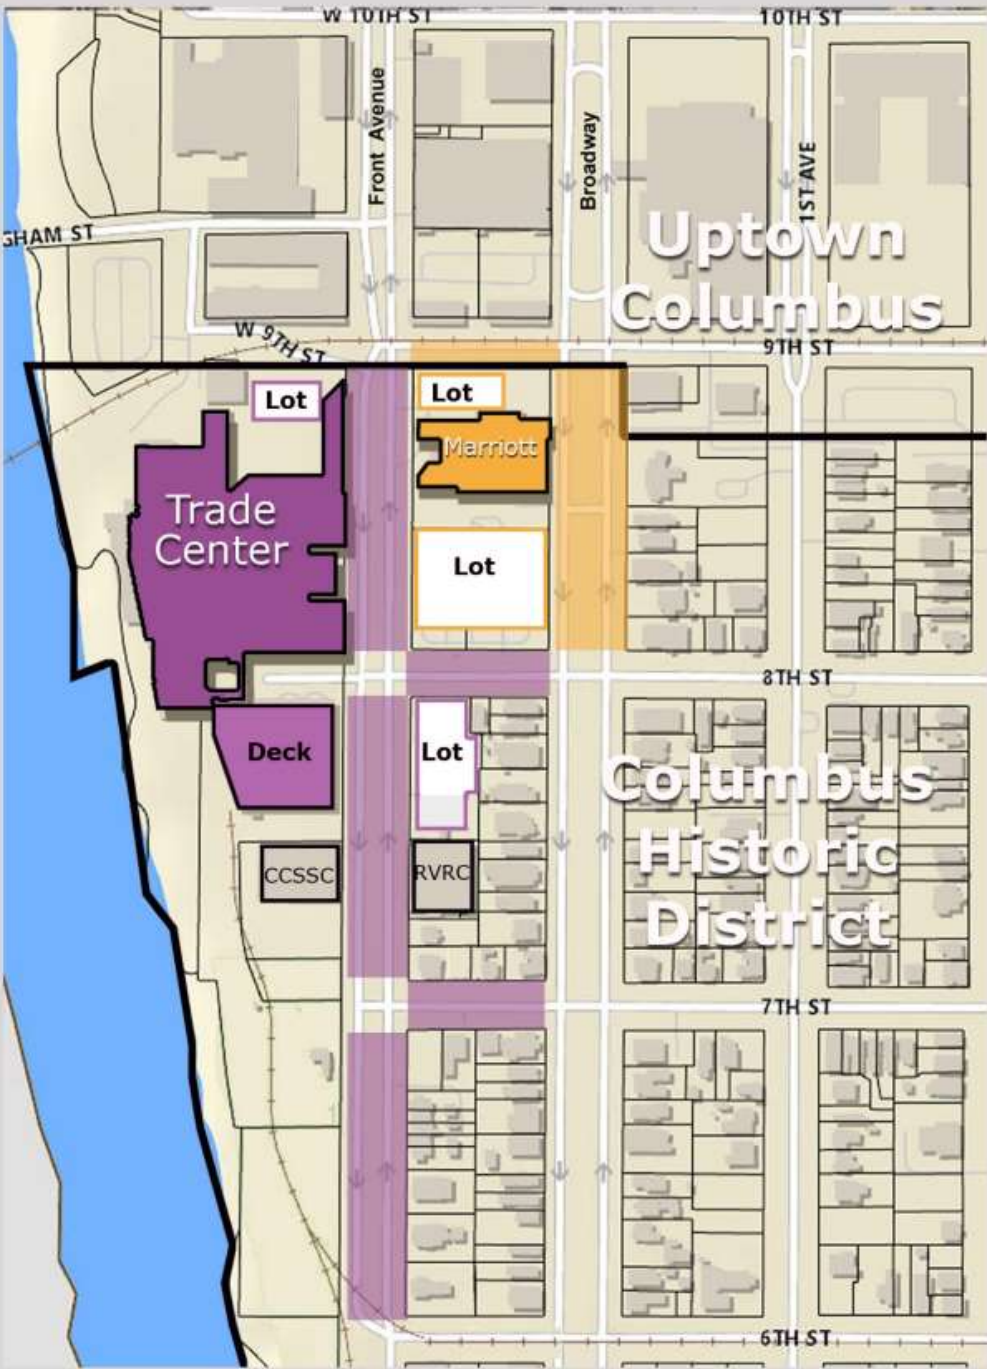 W 10TH ST
10TH ST
Front Avenue
Broadway
1ST AVE
GHAM ST
Uptown
Columbus
W 9TH ST
9TH ST
Lot
Lot
Marriott
Trade
Center
Lot
8TH ST
Deck
Lot
Columbus
Historic
District
CCSSC
RVRC
7TH ST
6TH ST